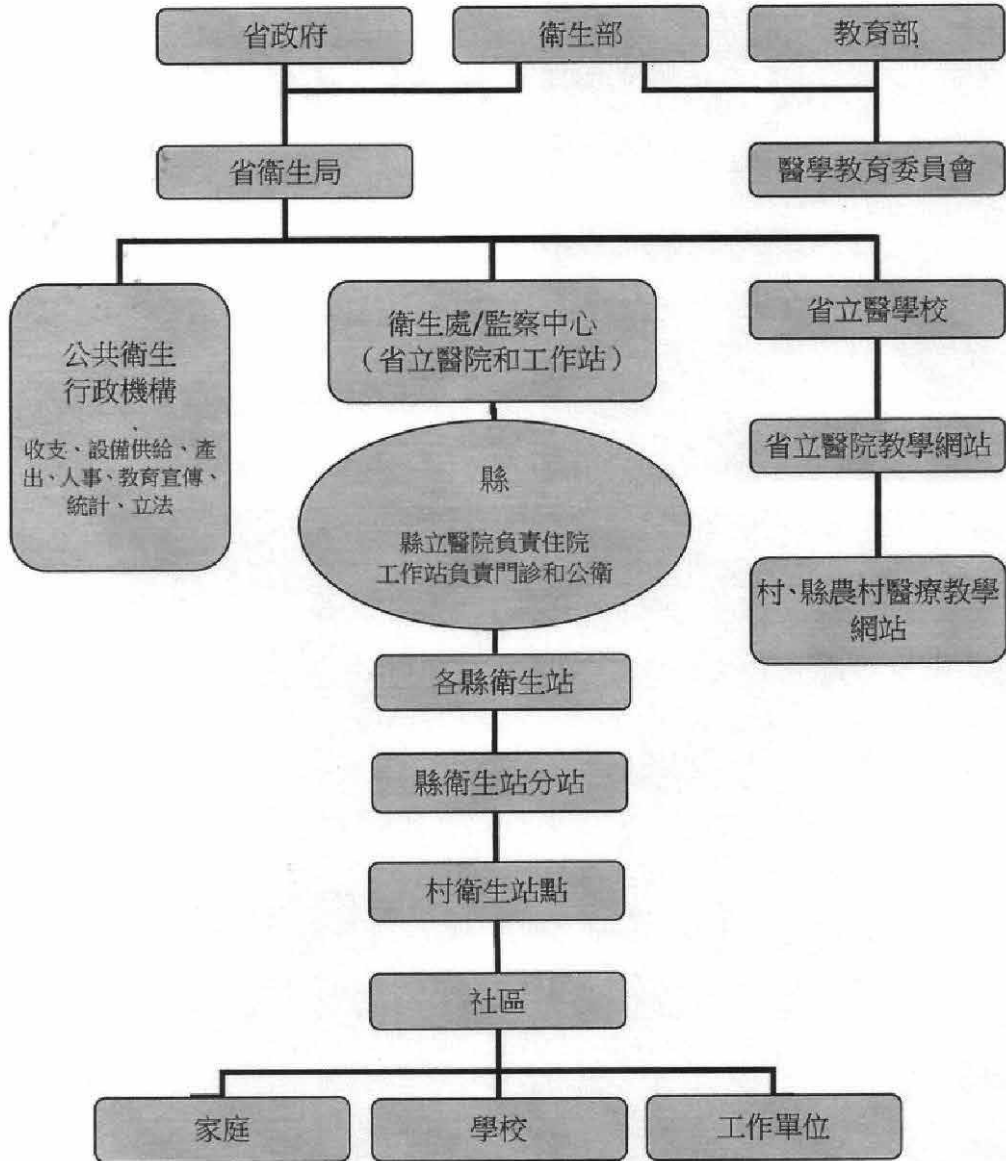 省政府
衛生部
教育部
省衛生局
醫學教育委員會
公共衛生
行政機構
收支、設備供給、產
出、人事、教育宣傳、
統計、立法
衛生處/監察中心
（省立醫院和工作站）
省立醫學校
縣
縣立醫院負責住院
工作站負責門診和公衛
省立醫院教學網站
村、縣農村醫療教學
網站
各縣衛生站
縣衛生站分站
村衛生站點
社區
家庭
學校
工作單位